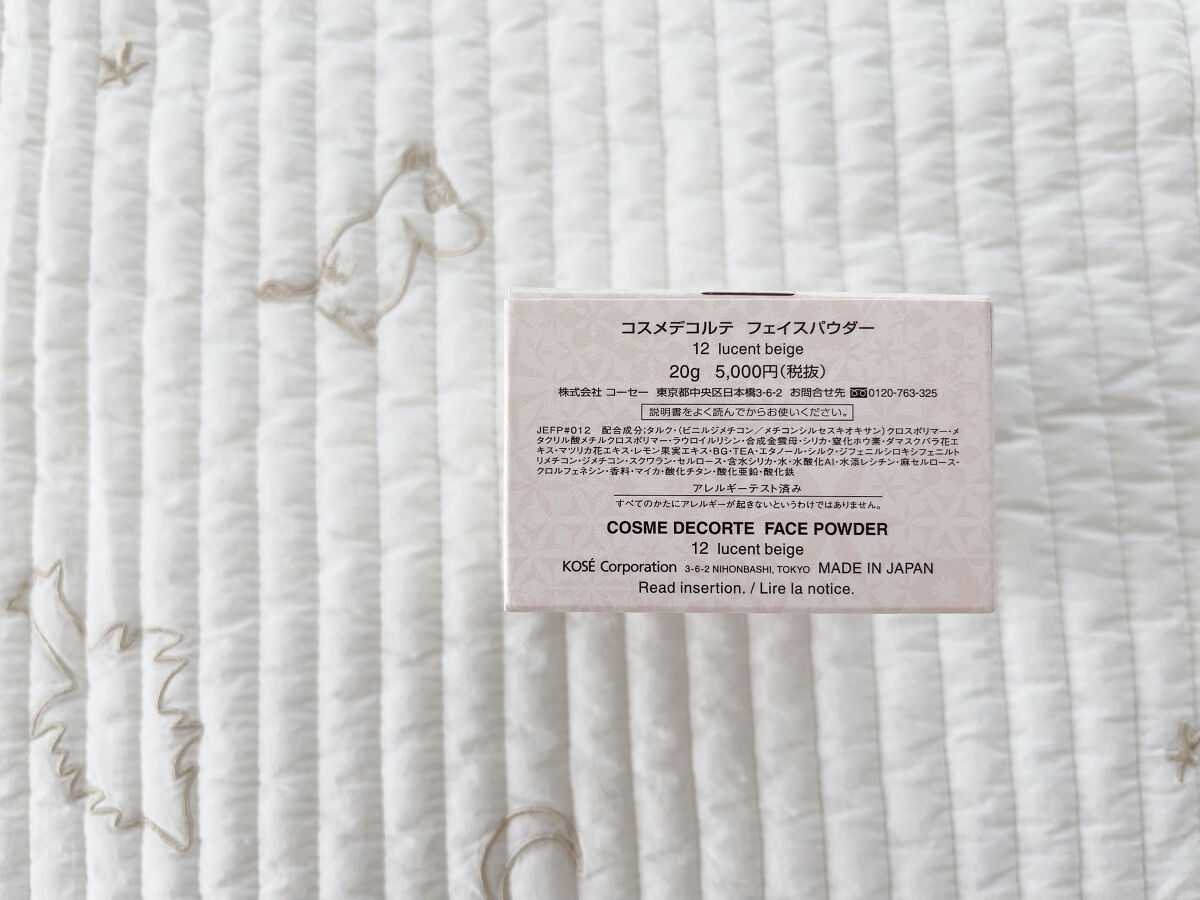 コスメデコルテ フェイスパウダー
12 lucent beige
20g 5,000円(税抜)
株式会社 コーセー 東京都中央区日本橋3-6-2 お問合せ先 0120-763-325
説明書をよく読んでからお使いください。
JEFP#012 配合成分:タルク・(ビニルジメチコン/メチコンシルセスキオキサン)クロスポリマー・メ
タクリル酸メチルクロスポリマー・ラウロイルリシン・合成金雲母・シリカ・窒化ホウ素・ダマスクバラ花エ
キス・マツリカ花エキス・レモン果実エキス・BG・TEA・エタノール・シルク・ジフェニルシロキシフェニルト
リメチコン・ジメチコン・スクワラン・セルロース・含水シリカ・水・水酸化Al・水添レシチン・麻セルロース・
クロルフェネシン・香料・マイカ・酸化チタン・酸化亜鉛・酸化鉄
アレルギーテスト済み
すべてのかたにアレルギーが起きないというわけではありません。
COSME DECORTE FACE POWDER
12 lucent beige
KOSÉ Corporation 3-6-2 NIHONBASHI, TOKYO MADE IN JAPAN
Read insertion. / Lire la notice.